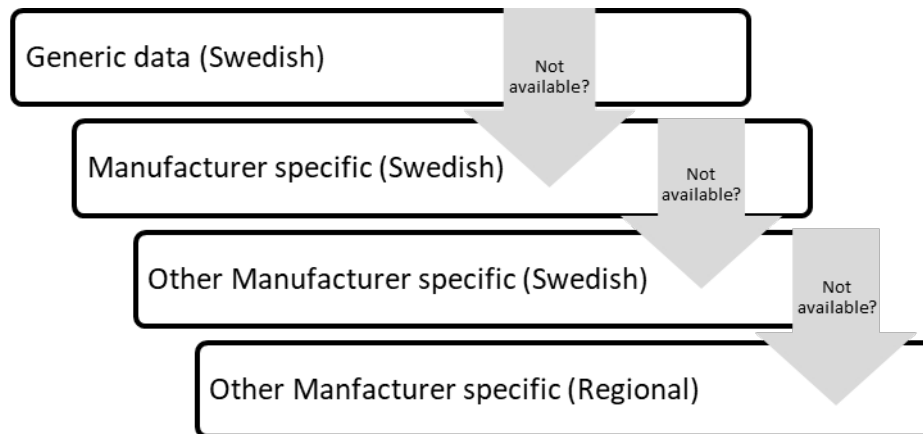 Generic data (Swedish)
Not
available?
Manufacturer specific (Swedish)
Not
available?
Other Manufacturer specific (Swedish)
Not
available?
Other Manfacturer specific (Regional)